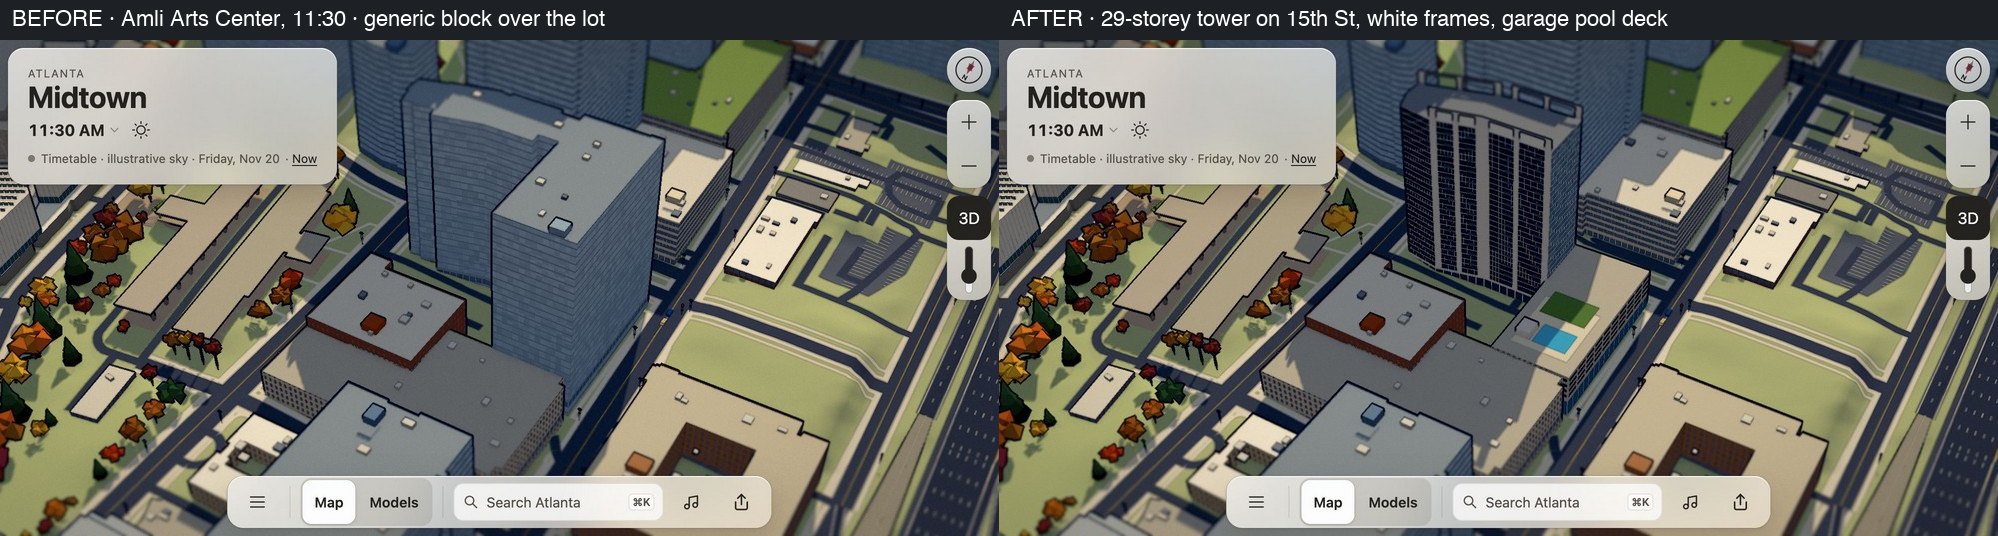 BEFORE · Amli Arts Center, 11:30 · generic block over the lot
ATLANTA
Midtown
11:30 AM
Timetable · illustrative sky · Friday, Nov 20 · Now
N
+
−
3D
Map
Models
Search Atlanta
⌘K
AFTER · 29-storey tower on 15th St, white frames, garage pool deck
ATLANTA
Midtown
11:30 AM
Timetable · illustrative sky · Friday, Nov 20 · Now
N
+
−
3D
Map
Models
Search Atlanta
⌘K